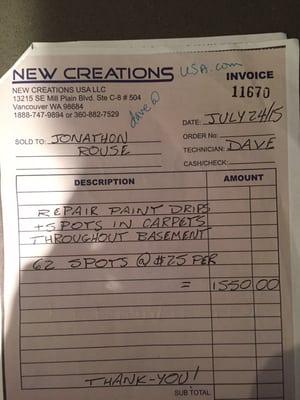 NEW CREATIONS USA.com
dave@
INVOICE
11670
NEW CREATIONS USA LLC
13215 SE Mill Plain Blvd. Ste C-8 # 504
Vancouver WA 98684
1888-747-9894 or 360-882-7529
DATE: JULY 24/15
ORDER No:
SOLD TO: JONATHON
ROUSE
TECHNICIAN: DAVE
CASH/CHECK:
DESCRIPTION AMOUNT
REPAIR PAINT DRIPS
+ SPOTS IN CARPETS
THROUGHOUT BASEMENT
62 SPOTS @ $25 PER
= 1550 00
THANK-YOU!
SUB TOTAL